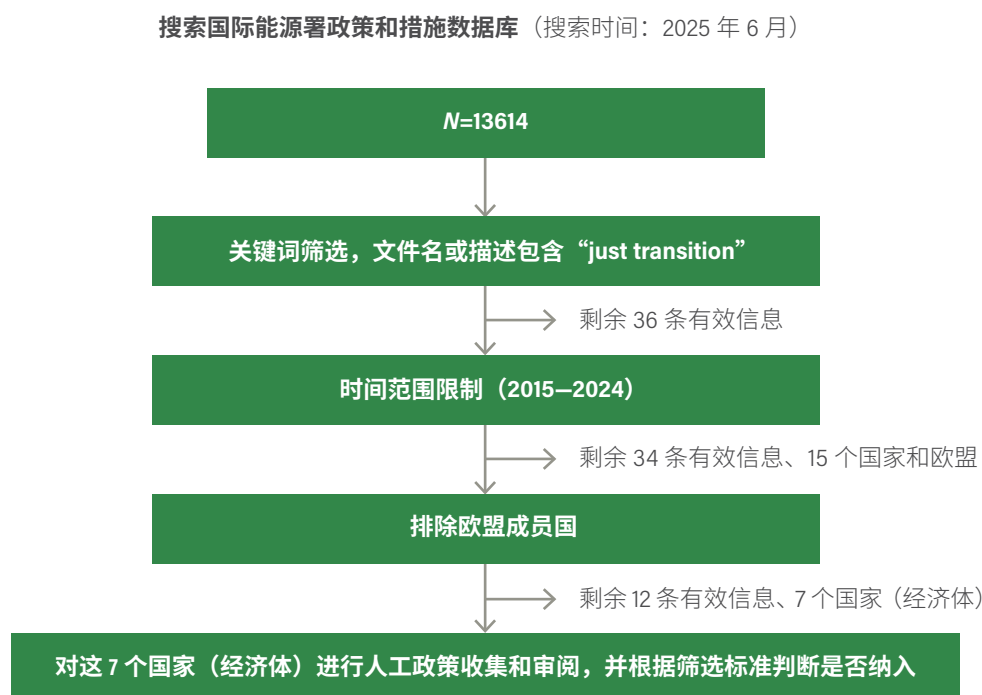 搜索国际能源署政策和措施数据库（搜索时间：2025 年 6 月）
N=13614
关键词筛选，文件名或描述包含“just transition”
剩余 36 条有效信息
时间范围限制（2015—2024）
剩余 34 条有效信息、15 个国家和欧盟
排除欧盟成员国
剩余 12 条有效信息、7 个国家（经济体）
对这 7 个国家（经济体）进行人工政策收集和审阅，并根据筛选标准判断是否纳入